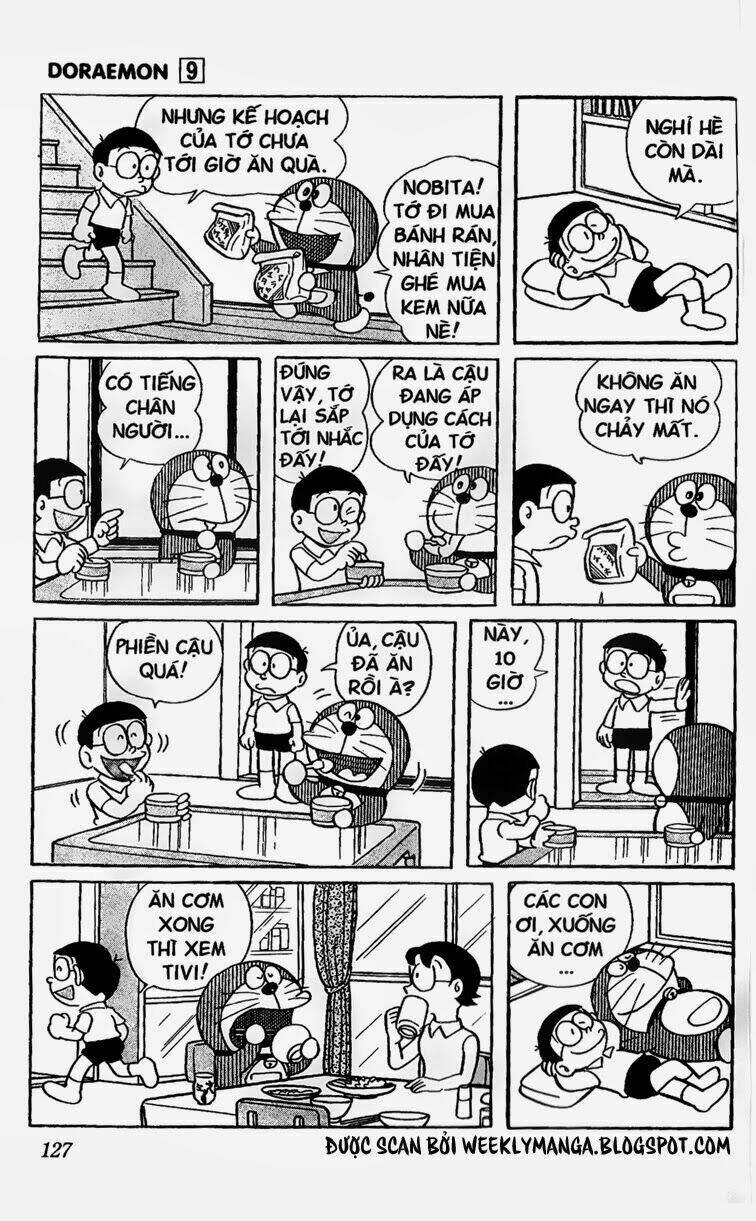 DORAEMON 9
NGHỈ HÈ
CÒN DÀI
MÀ.
NOBITA!
TỚ ĐI MUA
BÁNH RÁN,
NHÂN TIỆN
GHÉ MUA
KEM NỮA
NÈ!
NHƯNG KẾ HOẠCH
CỦA TỚ CHƯA
TỚI GIỜ ĂN QUÀ.
KHÔNG ĂN
NGAY THÌ NÓ
CHẢY MẤT.
RA LÀ CẬU
ĐANG ÁP
DỤNG CÁCH
CỦA TỚ
ĐẤY!
ĐÚNG
VẬY, TỚ
LẠI SẮP
TỚI NHẮC
ĐẤY!
CÓ TIẾNG
CHÂN
NGƯỜI...
NÀY,
10
GIỜ
...
ỦA, CẬU
ĐÃ ĂN
RỒI À?
PHIỀN CẬU
QUÁ!
CÁC CON
ƠI, XUỐNG
ĂN CƠM
...
ĂN CƠM
XONG
THÌ XEM
TIVI!
127
ĐƯỢC SCAN BỞI WEEKLYMANGA.BLOGSPOT.COM